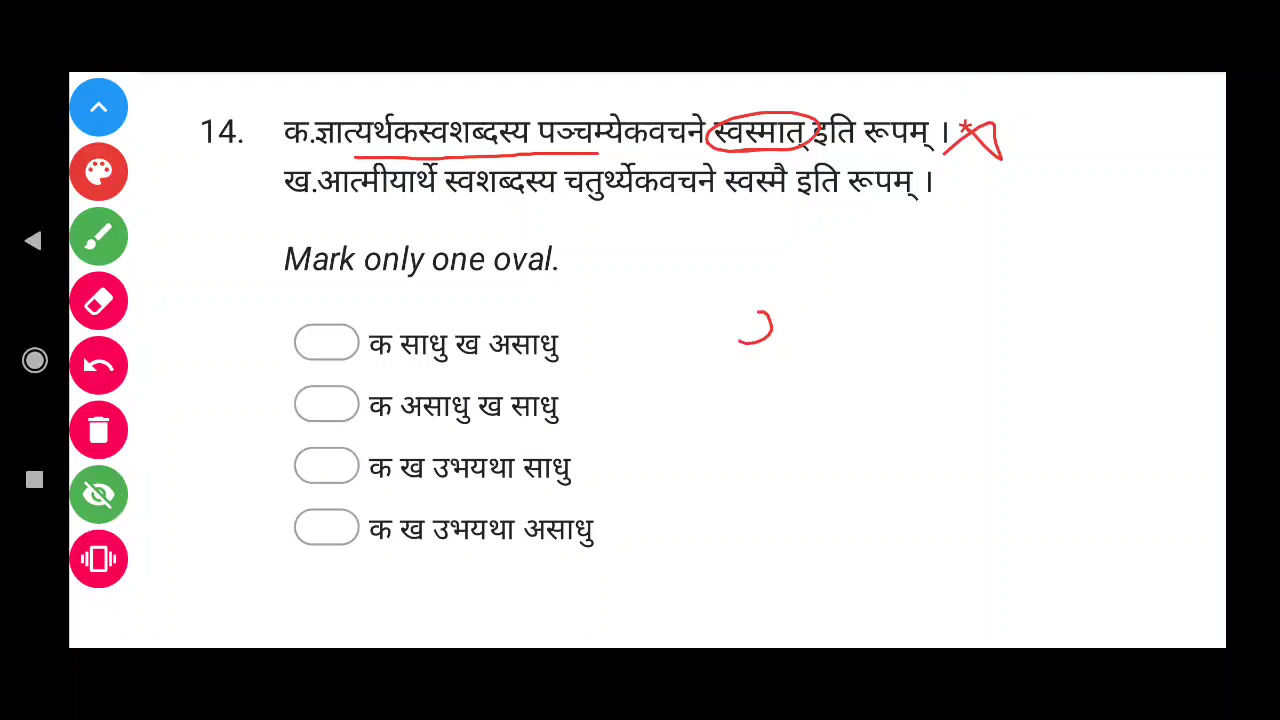 14. क.ज्ञात्यर्थकस्वशब्दस्य पञ्चम्येकवचने स्वस्मात् इति रूपम् । *
ख.आत्मीयार्थे स्वशब्दस्य चतुर्थ्येकवचने स्वस्मै इति रूपम् ।
Mark only one oval.
क साधु ख असाधु
क असाधु ख साधु
क ख उभयथा साधु
क ख उभयथा असाधु